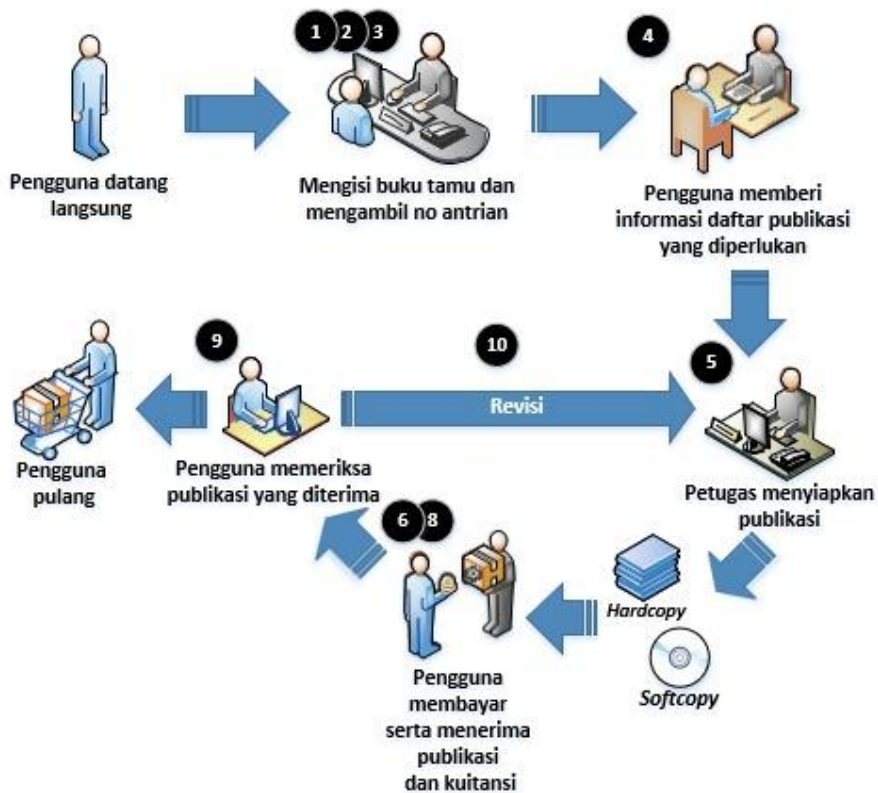 1 2 3
4
Pengguna datang
langsung
Mengisi buku tamu dan
mengambil no antrian
Pengguna memberi
informasi daftar publikasi
yang diperlukan
9
10
5
Revisi
Pengguna
pulang
Pengguna memeriksa
publikasi yang diterima
Petugas menyiapkan
publikasi
6 8
Hardcopy
Softcopy
Pengguna
membayar
serta menerima
publikasi
dan kuitansi